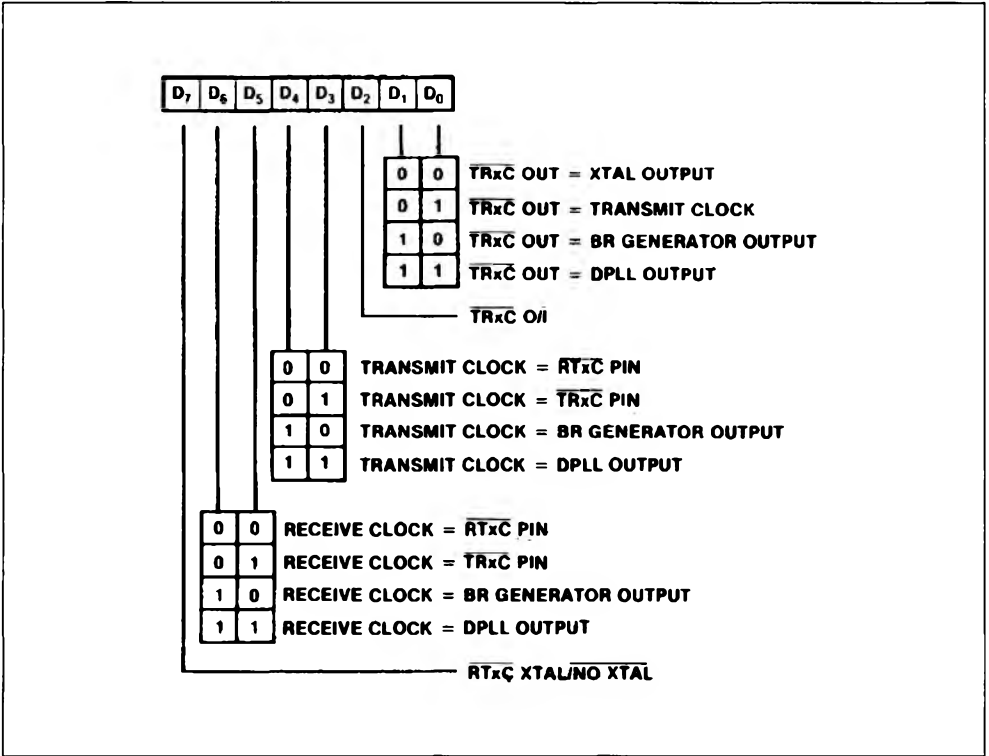 D7 D6 D5 D4 D3 D2 D1 D0
0 0 TRxC OUT = XTAL OUTPUT
0 1 TRxC OUT = TRANSMIT CLOCK
1 0 TRxC OUT = BR GENERATOR OUTPUT
1 1 TRxC OUT = DPLL OUTPUT
TRxC O/I
0 0 TRANSMIT CLOCK = RTxC PIN
0 1 TRANSMIT CLOCK = TRxC PIN
1 0 TRANSMIT CLOCK = BR GENERATOR OUTPUT
1 1 TRANSMIT CLOCK = DPLL OUTPUT
0 0 RECEIVE CLOCK = RTxC PIN
0 1 RECEIVE CLOCK = TRxC PIN
1 0 RECEIVE CLOCK = BR GENERATOR OUTPUT
1 1 RECEIVE CLOCK = DPLL OUTPUT
RTxC XTAL/NO XTAL